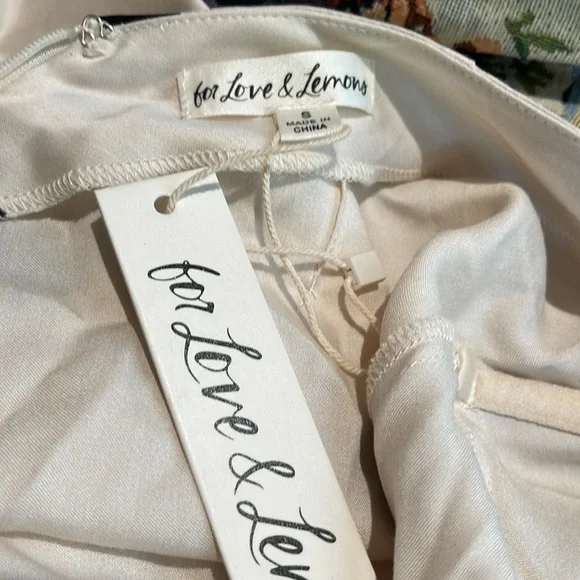 for Love & Lemons
S
MADE IN
CHINA
for Love & Lem